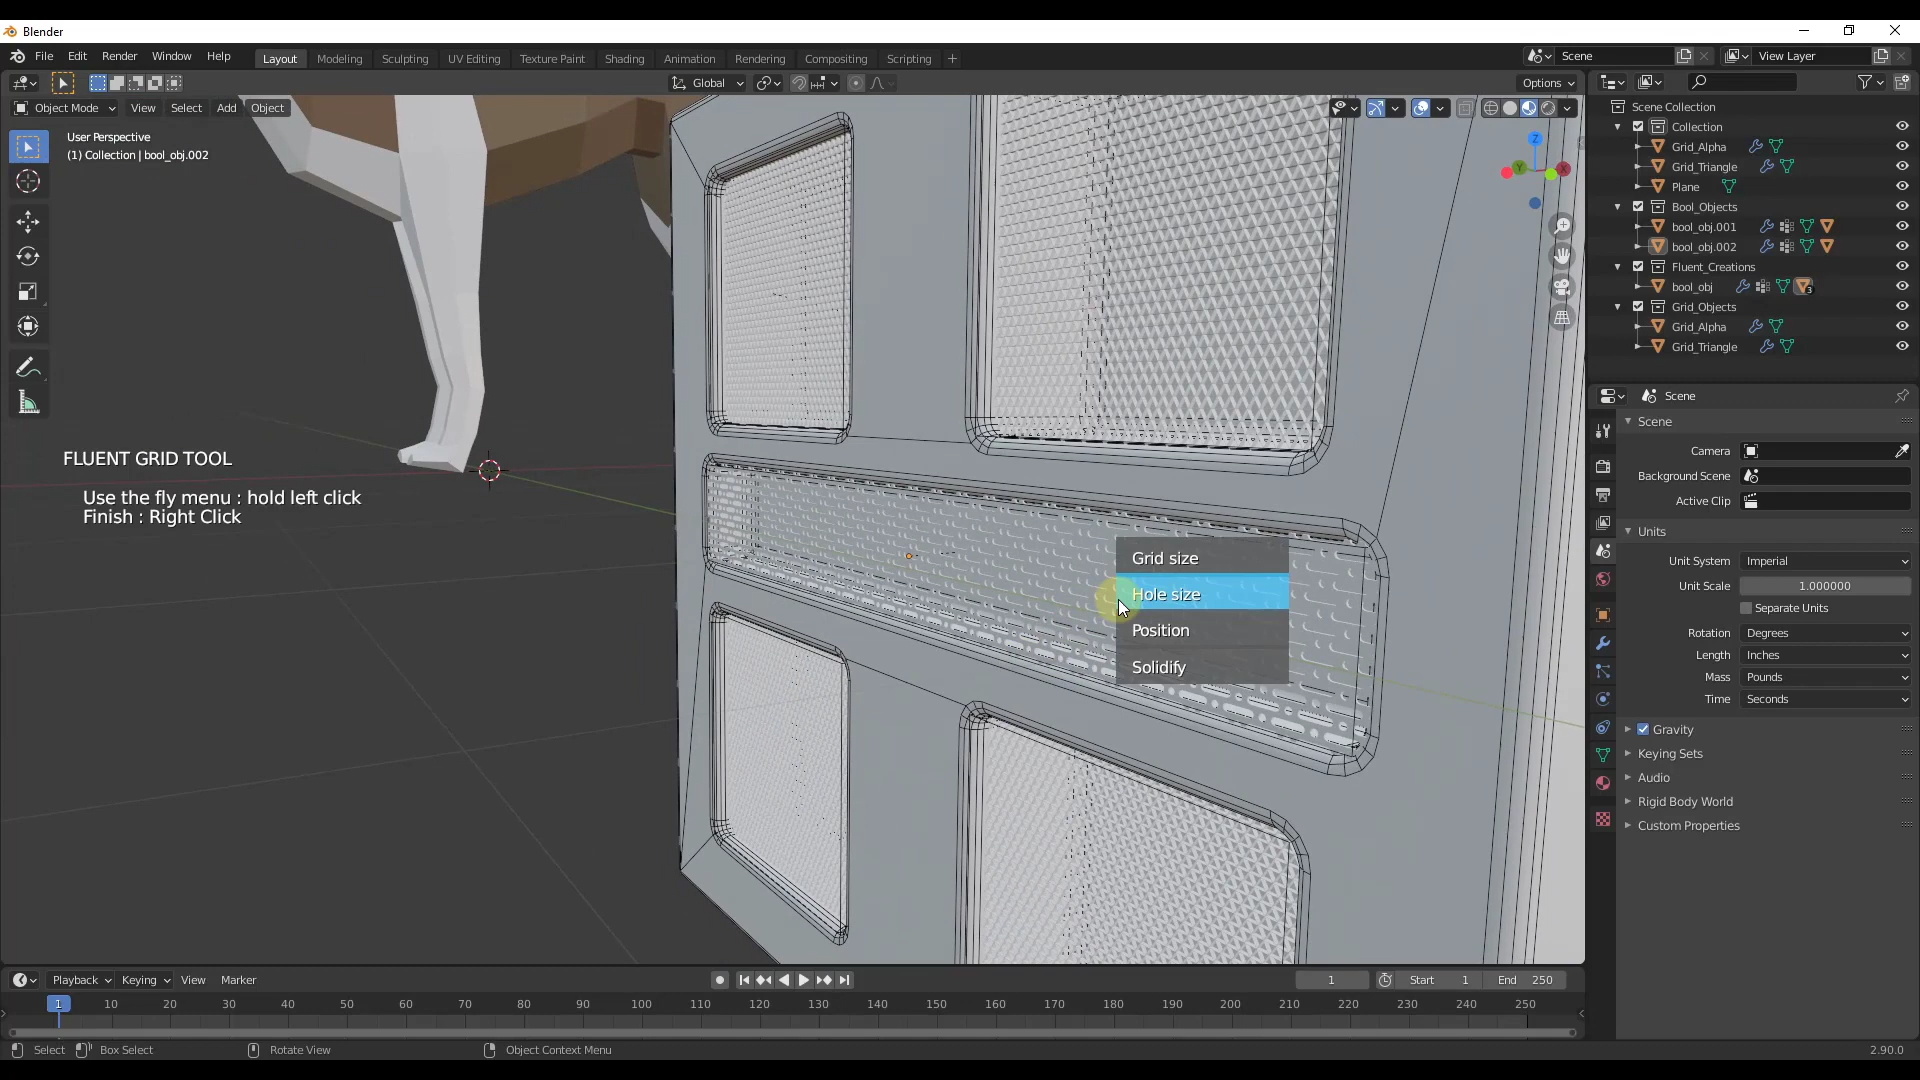 Blender
File Edit Render Window Help Layout Modeling Sculpting UV Editing Texture Paint Shading Animation Rendering Compositing Scripting + Scene View Layer
Global Options
Object Mode View Select Add Object
User Perspective
(1) Collection | bool_obj.002
FLUENT GRID TOOL
Use the fly menu : hold left click
Finish : Right Click
Grid size
Hole size
Position
Solidify
Z
Y
X
Scene Collection
Collection
Grid_Alpha
Grid_Triangle
Plane
Bool_Objects
bool_obj.001
bool_obj.002
Fluent_Creations
bool_obj
3
Grid_Objects
Grid_Alpha
Grid_Triangle
Scene
Scene
Camera
Background Scene
Active Clip
Units
Unit System Imperial
Unit Scale 1.000000
Separate Units
Rotation Degrees
Length Inches
Mass Pounds
Time Seconds
Gravity
Keying Sets
Audio
Rigid Body World
Custom Properties
Playback Keying View Marker 1 Start 1 End 250
1 10 20 30 40 50 60 70 80 90 100 110 120 130 140 150 160 170 180 190 200 210 220 230 240 250
Select Box Select Rotate View Object Context Menu 2.90.0